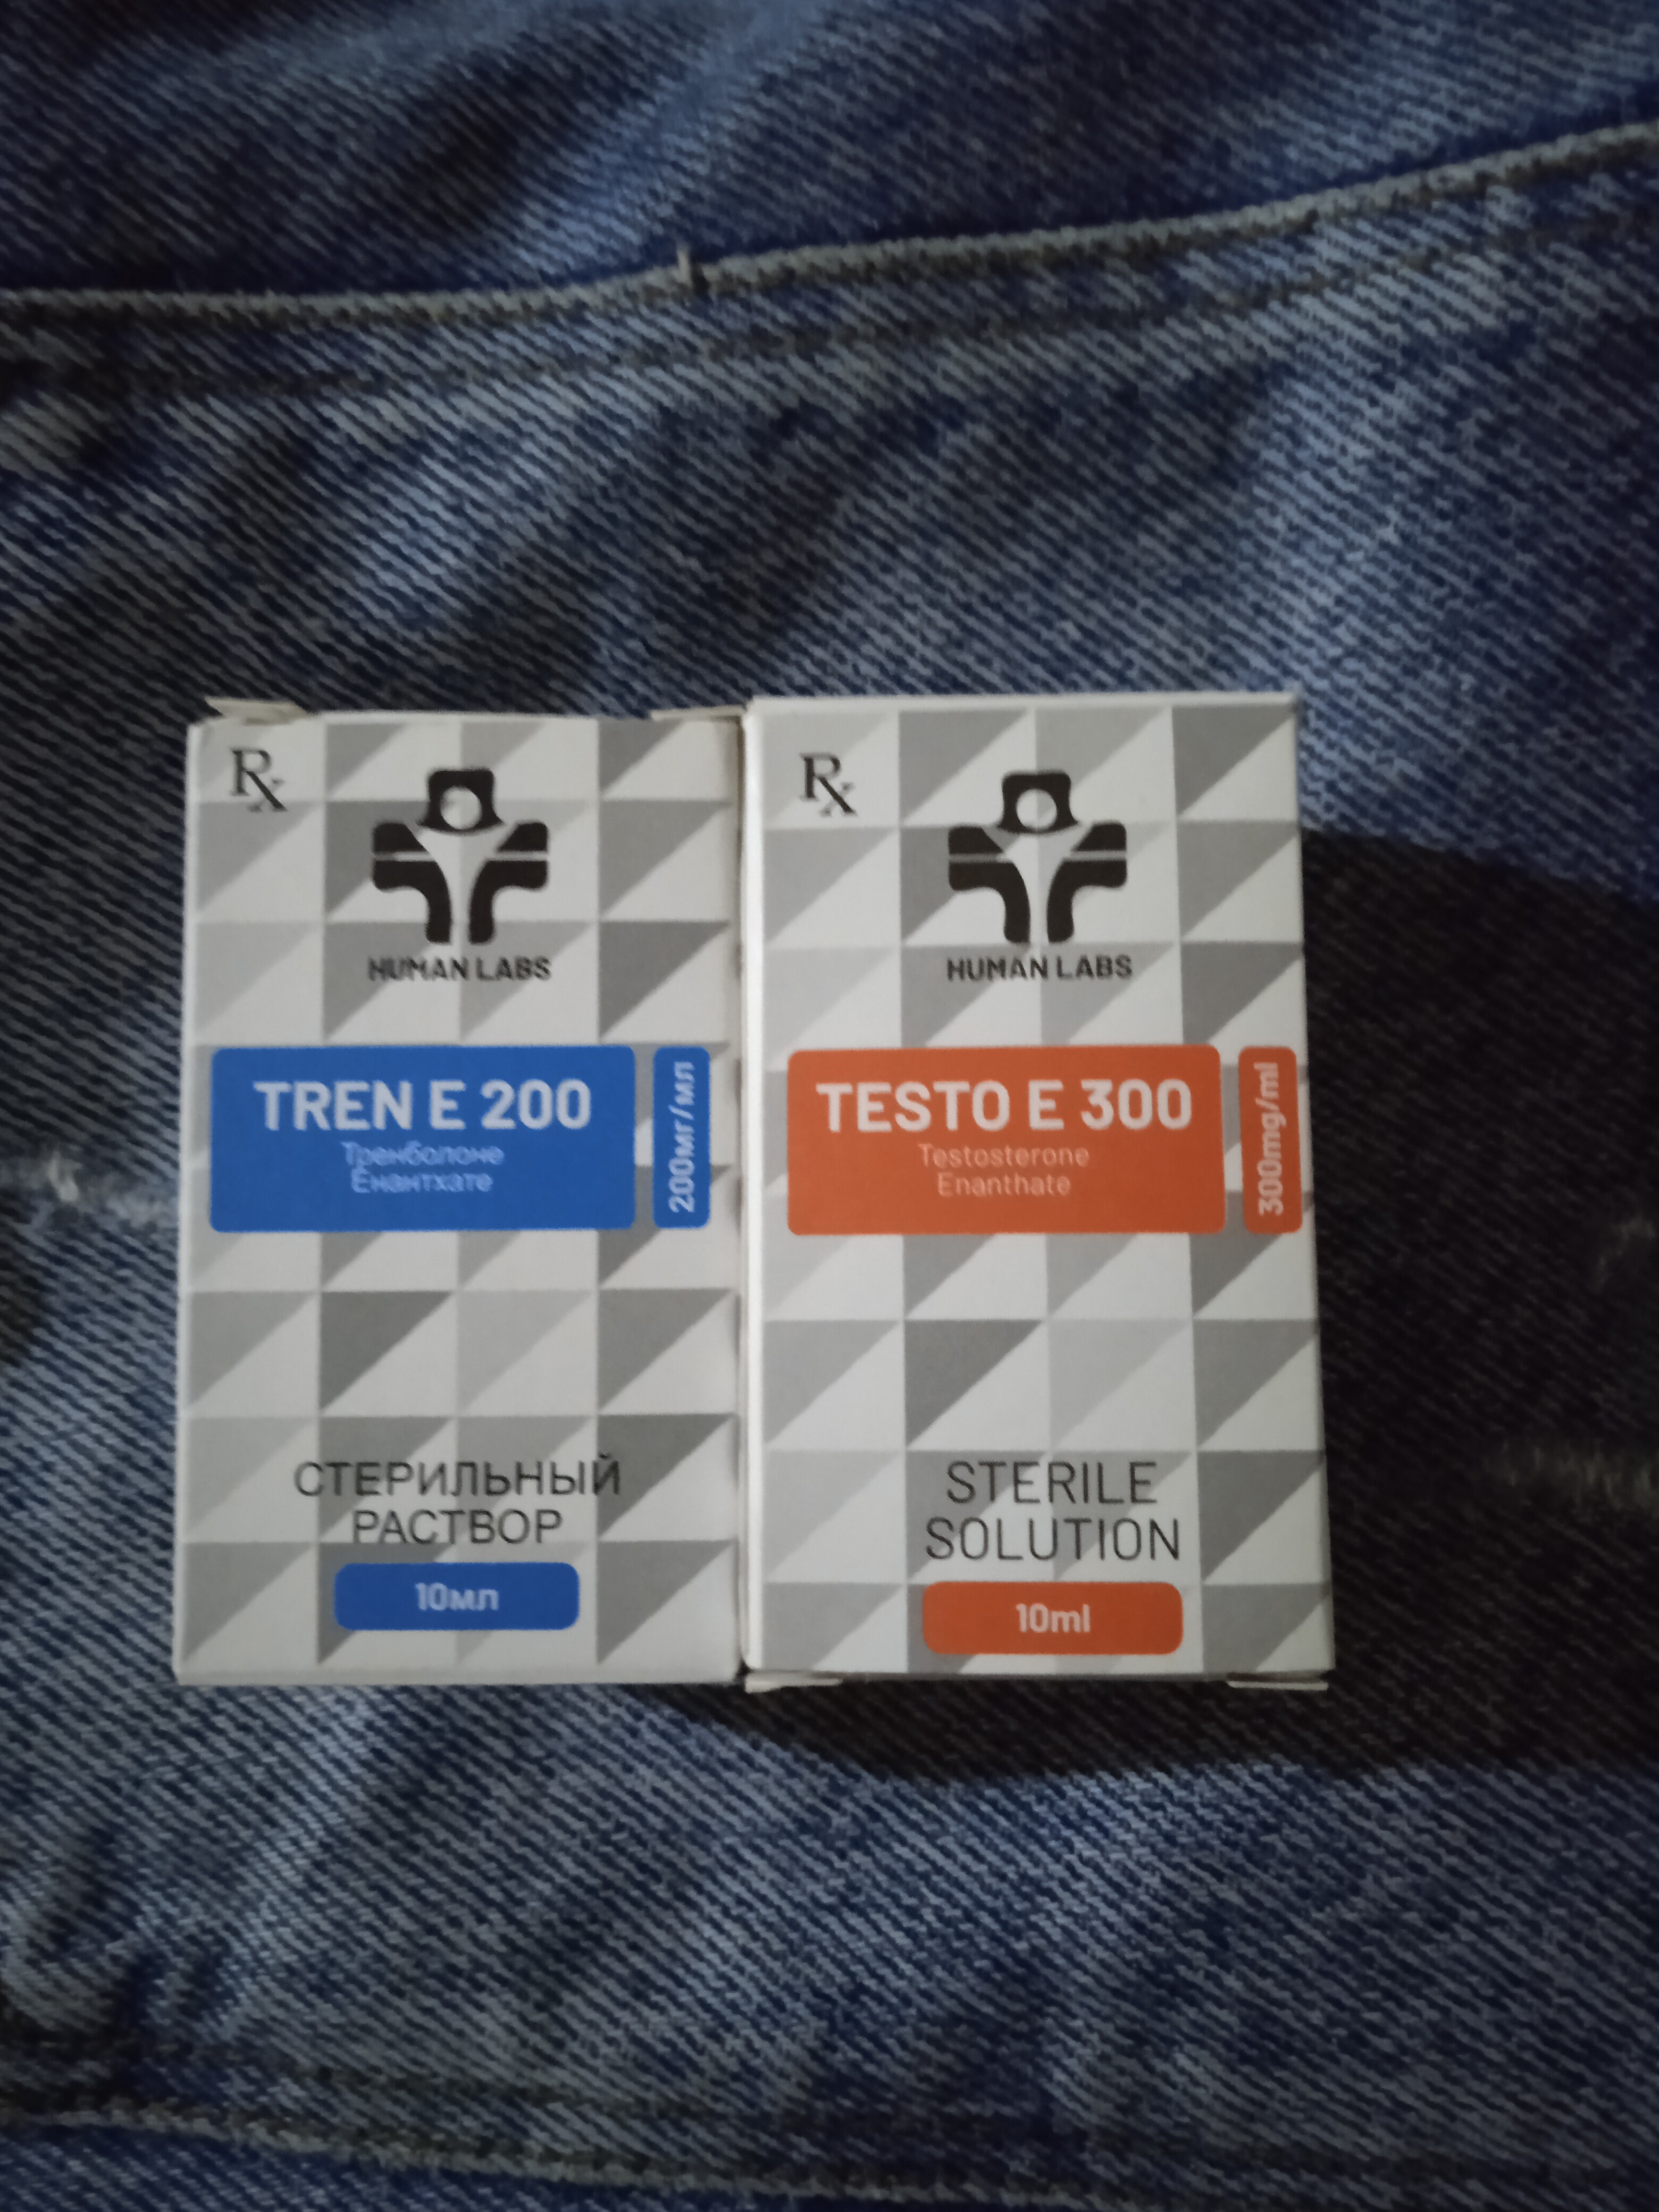 Rx
HUMAN LABS
TREN E 200
Тренболоне
Енантхате
200мг/мл
СТЕРИЛЬНЫЙ
РАСТВОР
10мл
Rx
HUMAN LABS
TESTO E 300
Testosterone
Enanthate
300mg/ml
STERILE
SOLUTION
10ml